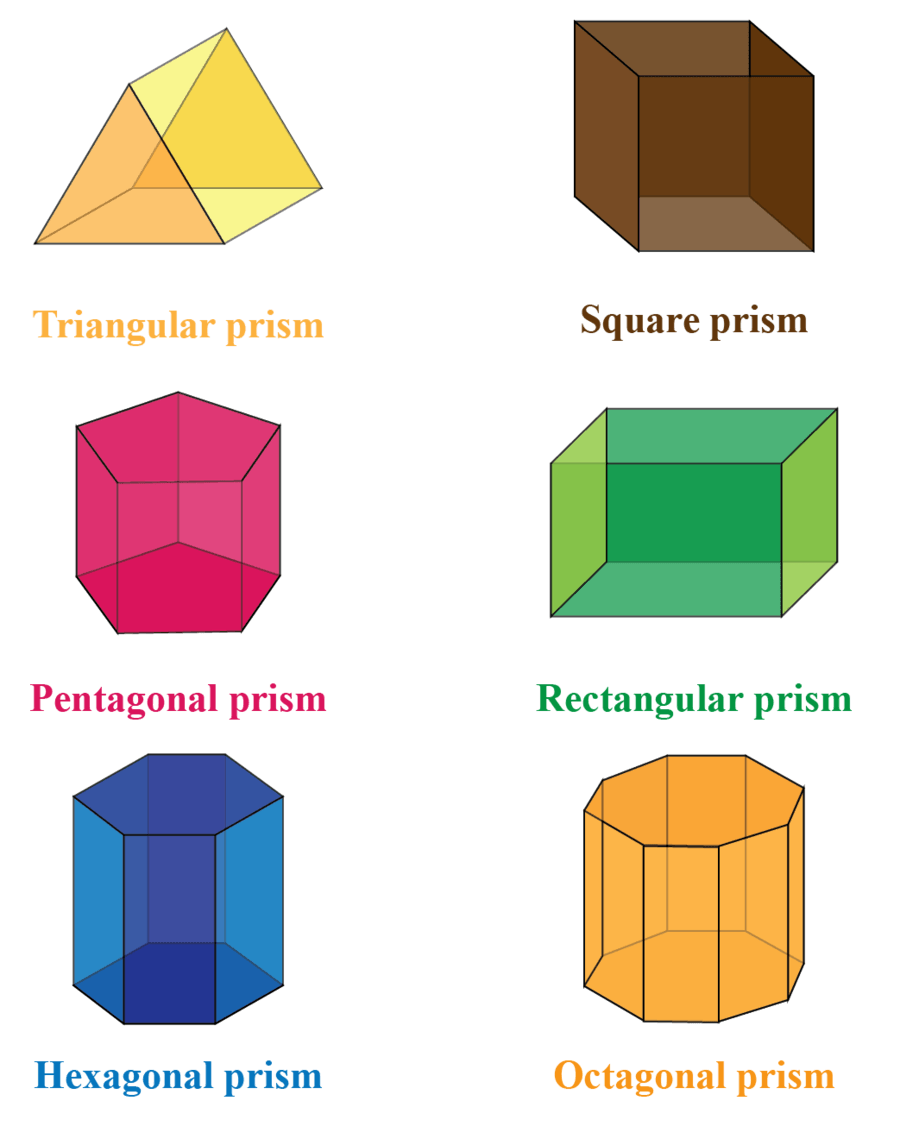 Triangular prism
Square prism
Pentagonal prism
Rectangular prism
Hexagonal prism
Octagonal prism